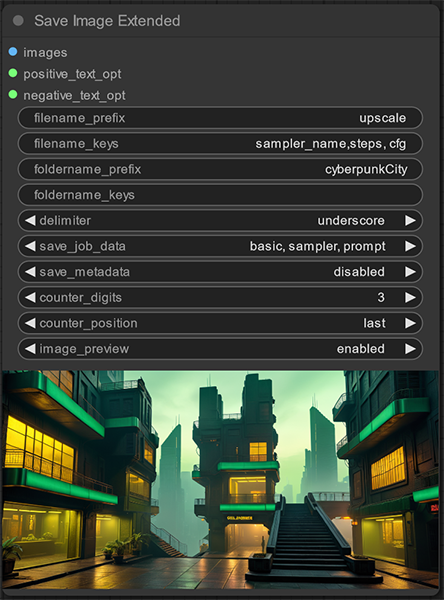 Save Image Extended
images
positive_text_opt
negative_text_opt
filename_prefix upscale
filename_keys sampler_name,steps, cfg
foldername_prefix cyberpunkCity
foldername_keys
delimiter underscore
save_job_data basic, sampler, prompt
save_metadata disabled
counter_digits 3
counter_position last
image_preview enabled